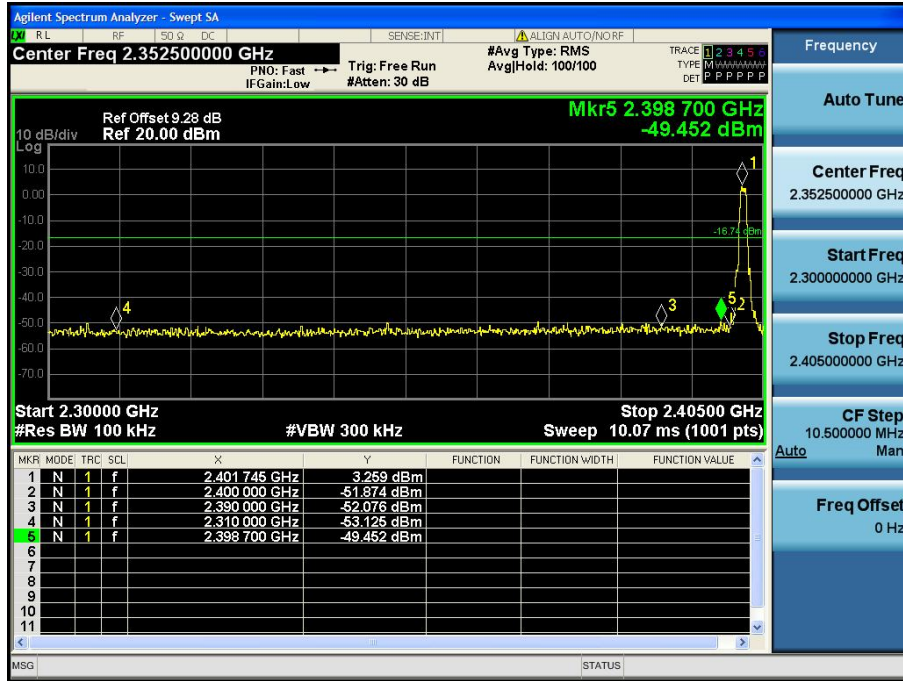 Agilent Spectrum Analyzer - Swept SA
LXI RL RF 50 Ω DC SENSE:INT ALIGN AUTO/NO RF
Center Freq 2.352500000 GHz
PNO: Fast
IFGain:Low
Trig: Free Run
#Atten: 30 dB
#Avg Type: RMS
Avg|Hold: 100/100
TRACE 1 2 3 4 5 6
TYPE M W W W W W
DET P P P P P P
Ref Offset 9.28 dB
Ref 20.00 dBm
10 dB/div
Log
Mkr5 2.398 700 GHz
-49.452 dBm
10.0
0.00
-10.0
-20.0
-30.0
-40.0
-50.0
-60.0
-70.0
1
-16.74 dBm
4
3
5
2
Start 2.30000 GHz
Stop 2.40500 GHz
#Res BW 100 kHz
#VBW 300 kHz
Sweep 10.07 ms (1001 pts)
MKR MODE TRC SCL X Y FUNCTION FUNCTION WIDTH FUNCTION VALUE
1 N 1 f 2.401 745 GHz 3.259 dBm
2 N 1 f 2.400 000 GHz -51.874 dBm
3 N 1 f 2.390 000 GHz -52.076 dBm
4 N 1 f 2.310 000 GHz -53.125 dBm
5 N 1 f 2.398 700 GHz -49.452 dBm
6
7
8
9
10
11
MSG
STATUS
Frequency
Auto Tune
Center Freq
2.352500000 GHz
Start Freq
2.300000000 GHz
Stop Freq
2.405000000 GHz
CF Step
10.500000 MHz
Auto Man
Freq Offset
0 Hz